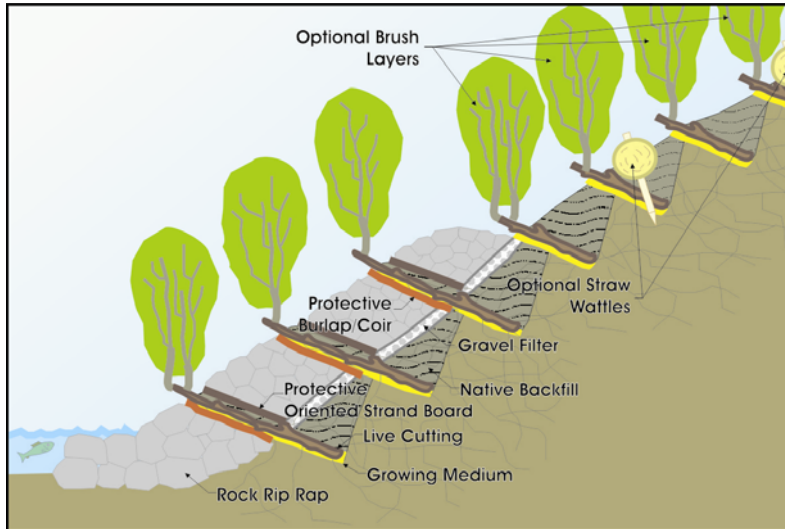 Optional Brush
Layers
Optional Straw
Wattles
Protective
Burlap/Coir
Gravel Filter
Native Backfill
Protective
Oriented Strand Board
Live Cutting
Growing Medium
Rock Rip Rap